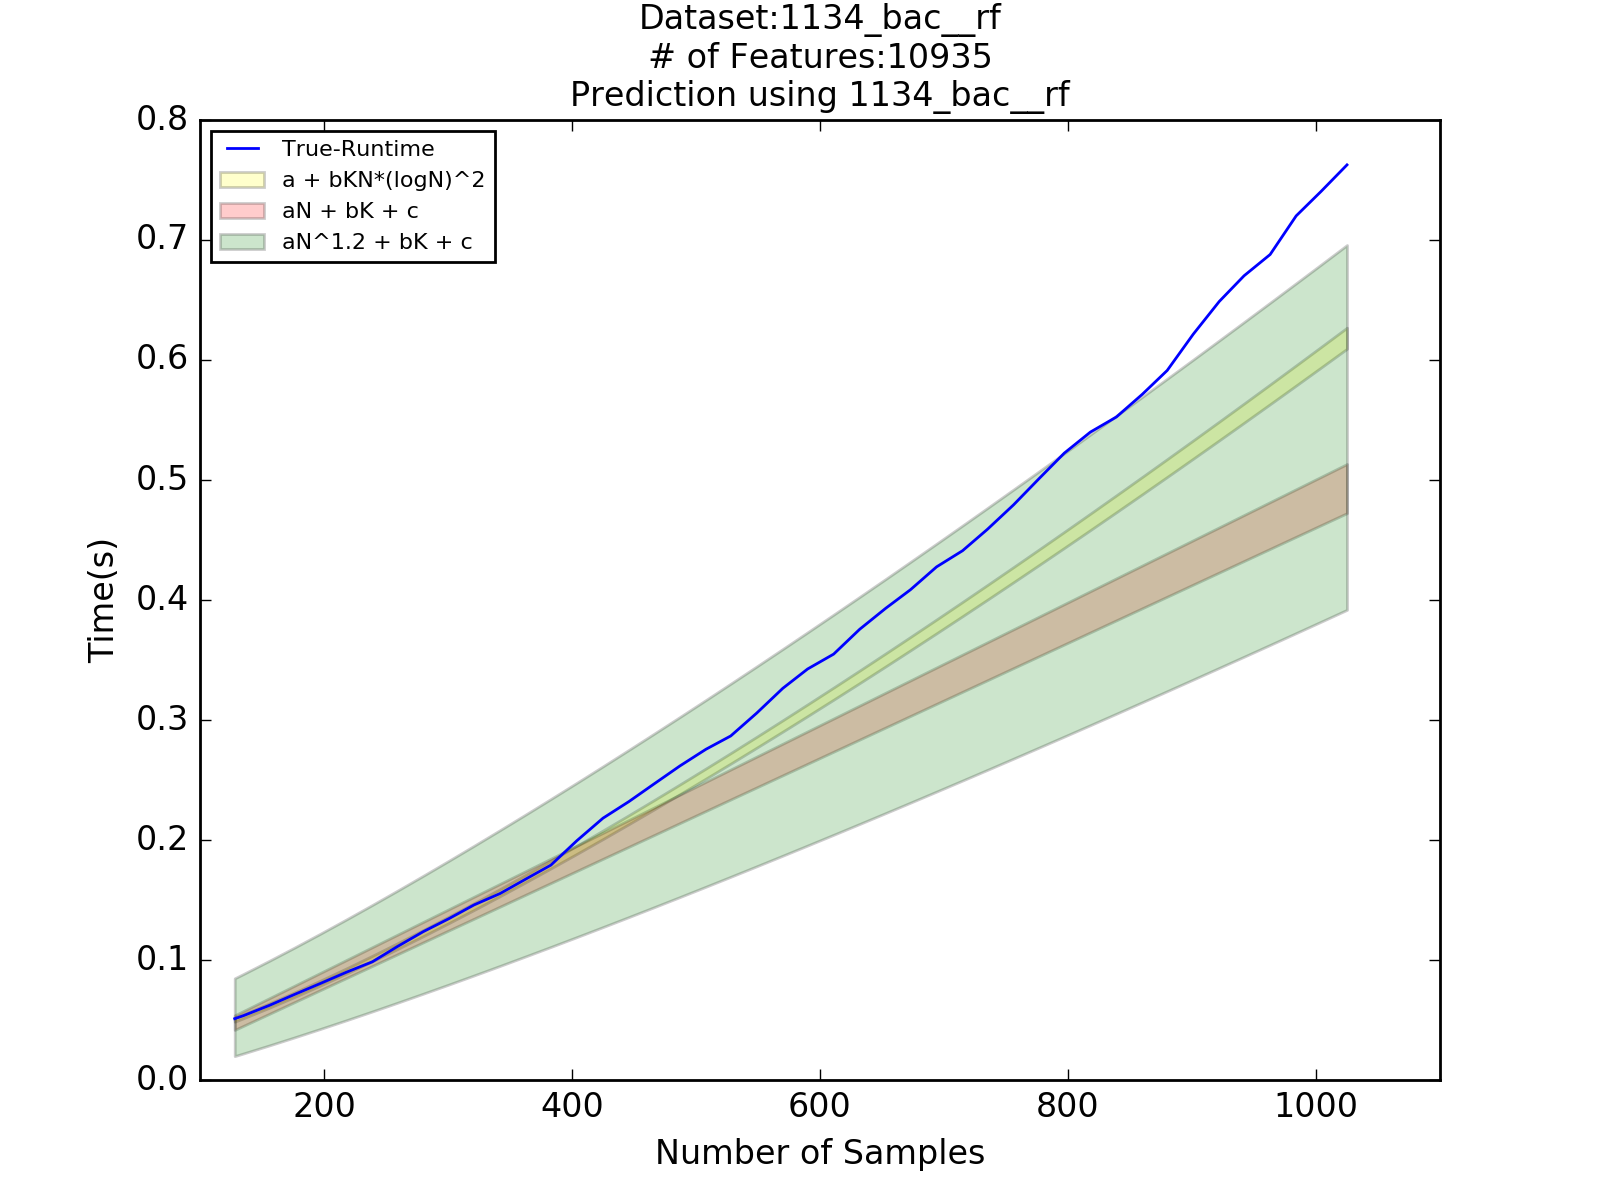 Dataset:1134_bac__rf
# of Features:10935
Prediction using 1134_bac__rf
0.8
0.7
0.6
0.5
0.4
0.3
0.2
0.1
0.0
True-Runtime
a + bKN*(logN)^2
aN + bK + c
aN^1.2 + bK + c
Time(s)
200
400
600
800
1000
Number of Samples